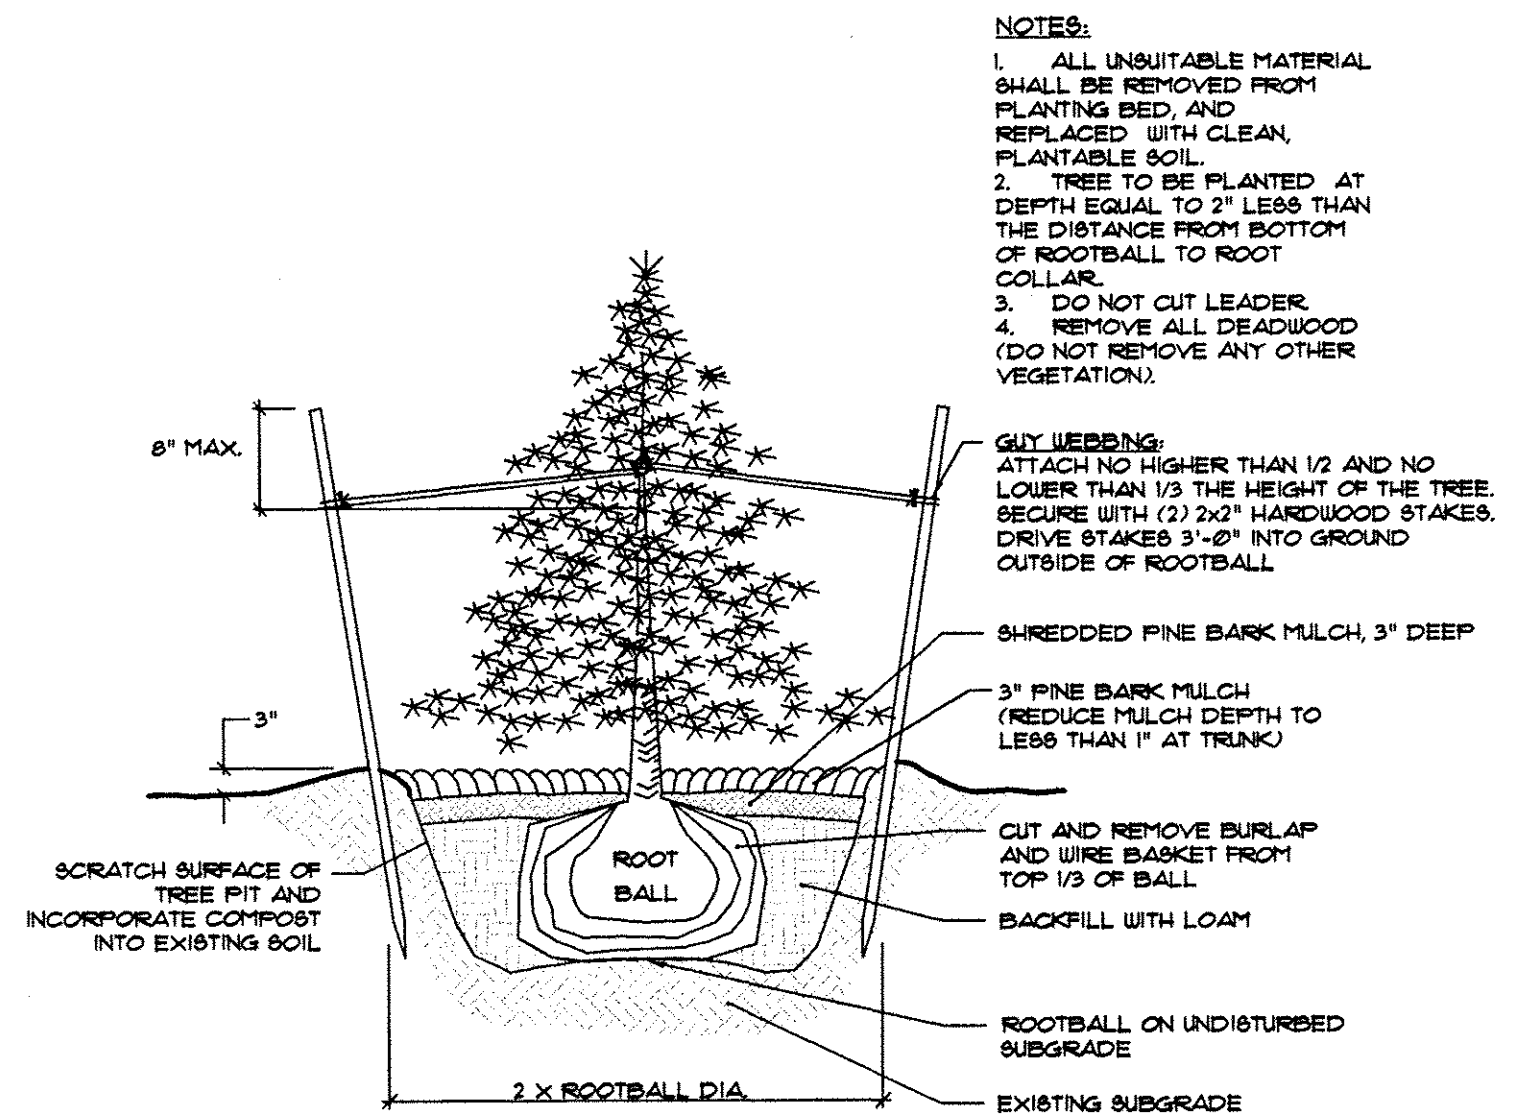 NOTES:
1. ALL UNSUITABLE MATERIAL
SHALL BE REMOVED FROM
PLANTING BED, AND
REPLACED WITH CLEAN,
PLANTABLE SOIL.
2. TREE TO BE PLANTED AT
DEPTH EQUAL TO 2" LESS THAN
THE DISTANCE FROM BOTTOM
OF ROOTBALL TO ROOT
COLLAR.
3. DO NOT CUT LEADER
4. REMOVE ALL DEADWOOD
(DO NOT REMOVE ANY OTHER
VEGETATION).
8" MAX.
GUY WEBBING:
ATTACH NO HIGHER THAN 1/2 AND NO
LOWER THAN 1/3 THE HEIGHT OF THE TREE.
SECURE WITH (2) 2x2" HARDWOOD STAKES.
DRIVE STAKES 3'-0" INTO GROUND
OUTSIDE OF ROOTBALL
SHREDDED PINE BARK MULCH, 3" DEEP
3" PINE BARK MULCH
(REDUCE MULCH DEPTH TO
LESS THAN 1" AT TRUNK)
3"
CUT AND REMOVE BURLAP
AND WIRE BASKET FROM
TOP 1/3 OF BALL
ROOT
BALL
SCRATCH SURFACE OF
TREE PIT AND
INCORPORATE COMPOST
INTO EXISTING SOIL
BACKFILL WITH LOAM
ROOTBALL ON UNDISTURBED
SUBGRADE
2 X ROOTBALL DIA.
EXISTING SUBGRADE